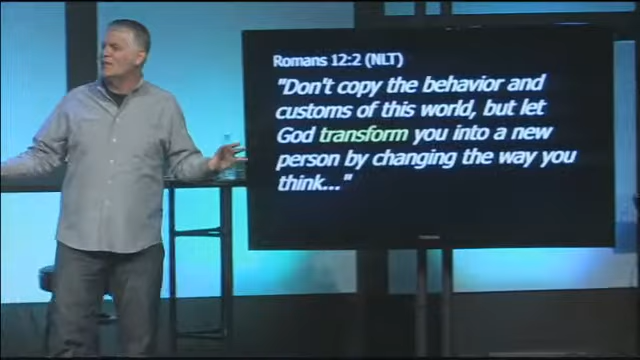 Romans 12:2 (NLT)
"Don't copy the behavior and
customs of this world, but let
God transform you into a new
person by changing the way you
think..."